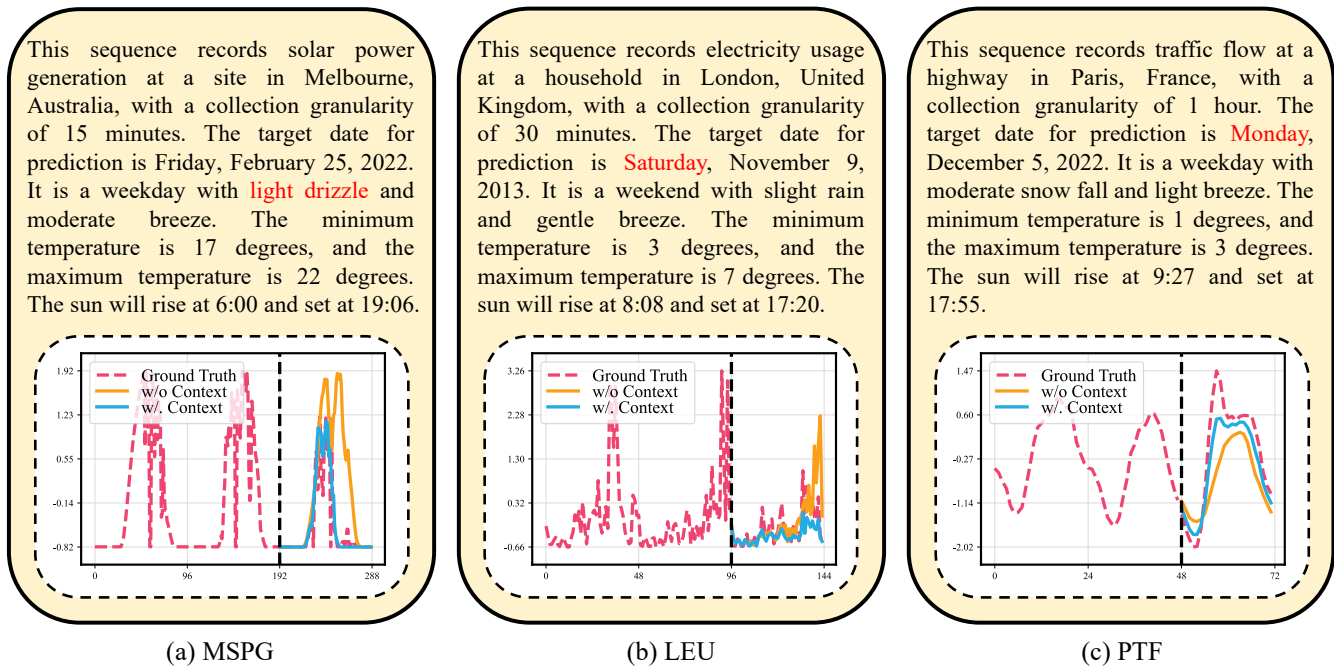 This sequence records solar power
generation at a site in Melbourne,
Australia, with a collection granularity
of 15 minutes. The target date for
prediction is Friday, February 25, 2022.
It is a weekday with light drizzle and
moderate breeze. The minimum
temperature is 17 degrees, and the
maximum temperature is 22 degrees.
The sun will rise at 6:00 and set at 19:06.
1.92
1.23
0.55
-0.14
-0.82
Ground Truth
w/o Context
w/. Context
0
96
192
288
(a) MSPG
This sequence records electricity usage
at a household in London, United
Kingdom, with a collection granularity
of 30 minutes. The target date for
prediction is Saturday, November 9,
2013. It is a weekend with slight rain
and gentle breeze. The minimum
temperature is 3 degrees, and the
maximum temperature is 7 degrees. The
sun will rise at 8:08 and set at 17:20.
3.26
2.28
1.30
0.32
-0.66
Ground Truth
w/o Context
w/. Context
0
48
96
144
(b) LEU
This sequence records traffic flow at a
highway in Paris, France, with a
collection granularity of 1 hour. The
target date for prediction is Monday,
December 5, 2022. It is a weekday with
moderate snow fall and light breeze. The
minimum temperature is 1 degrees, and
the maximum temperature is 3 degrees.
The sun will rise at 9:27 and set at
17:55.
1.47
0.60
-0.27
-1.14
-2.02
Ground Truth
w/o Context
w/. Context
0
24
48
72
(c) PTF